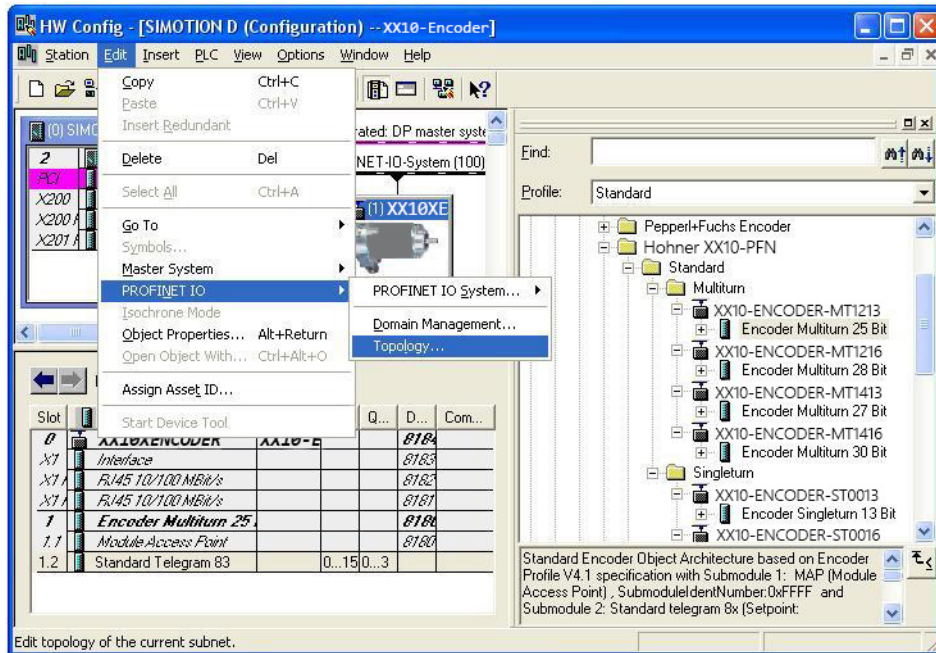 HW Config - [SIMOTION D (Configuration) --XX10-Encoder]
Station Edit Insert PLC View Options Window Help
Copy Ctrl+C
Paste Ctrl+V
Insert Redundant
Delete Del
Select All Ctrl+A
Go To
Symbols...
Master System
PROFINET IO
Isochrone Mode
Object Properties... Alt+Return
Open Object With... Ctrl+Alt+O
Assign Asset ID...
Start Device Tool
PROFINET IO System...
Domain Management...
Topology...
(0) SIMO
2
PCI
X200
X200
X201
ated: DP master syste
NET-IO-System (100)
(1) XX10XE
Find:
Profile: Standard
Pepperl+Fuchs Encoder
Hohner XX10-PFN
Standard
Multiturn
XX10-ENCODER-MT1213
Encoder Multiturn 25 Bit
XX10-ENCODER-MT1216
Encoder Multiturn 28 Bit
XX10-ENCODER-MT1413
Encoder Multiturn 27 Bit
XX10-ENCODER-MT1416
Encoder Multiturn 30 Bit
Singleturn
XX10-ENCODER-ST0013
Encoder Singleturn 13 Bit
XX10-ENCODER-ST0016
Slot Q... D... Com...
0 XX10XENCODER XX10-E 8184
X1 Interface 8183
X1 RJ45 10/100 MBit/s 8182
X1 RJ45 10/100 MBit/s 8181
1 Encoder Multiturn 25 8180
1.1 Module Access Point 8180
1.2 Standard Telegram 83 0...15 0...3
Standard Encoder Object Architecture based on Encoder
Profile V4.1 specification with Submodule 1: MAP (Module
Access Point) , SubmoduleIdentNumber:0xFFFF and
Submodule 2: Standard telegram 8x (Setpoint:
Edit topology of the current subnet.